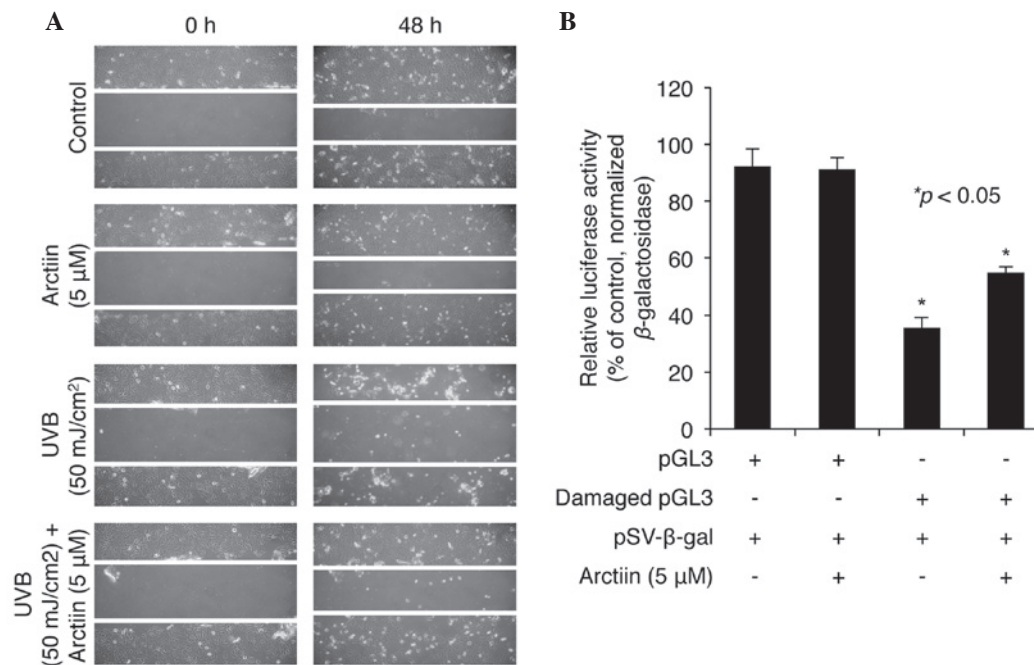 A
0 h
48 h
Control
Arctiin
(5 µM)
UVB
(50 mJ/cm²)
UVB
(50 mJ/cm2) +
Arctiin (5 µM)
B
Relative luciferase activity
(% of control, normalized
β-galactosidase)
120
100
80
60
40
20
0
*p < 0.05
*
*
pGL3 + + - -
Damaged pGL3 - - + +
pSV-β-gal + + + +
Arctiin (5 µM) - + - +